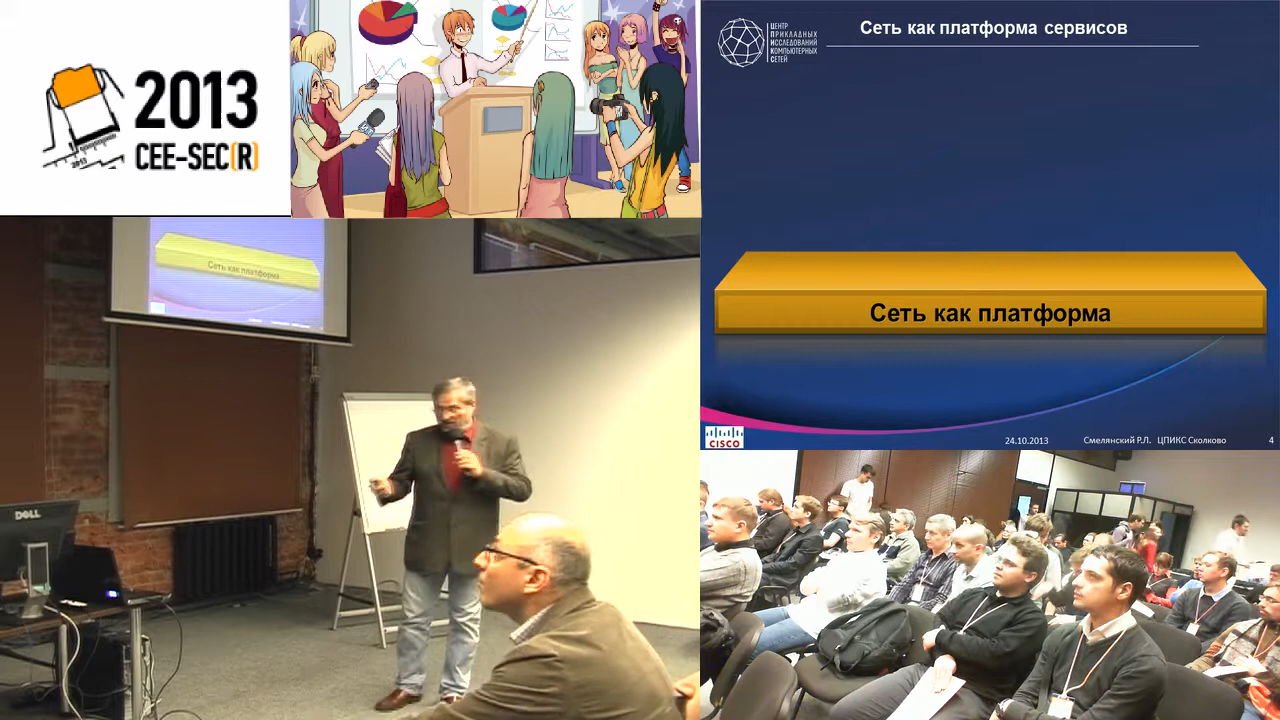 2013
CEE-SEC(R)
2013
ЦЕНТР
ПРИКЛАДНЫХ
ИССЛЕДОВАНИЙ
КОМПЬЮТЕРНЫХ
СЕТЕЙ
Сеть как платформа сервисов
Сеть как платформа
CISCO
24.10.2013 Смелянский Р.Л. ЦПИКС Сколково 4
Сеть как платформа
DELL